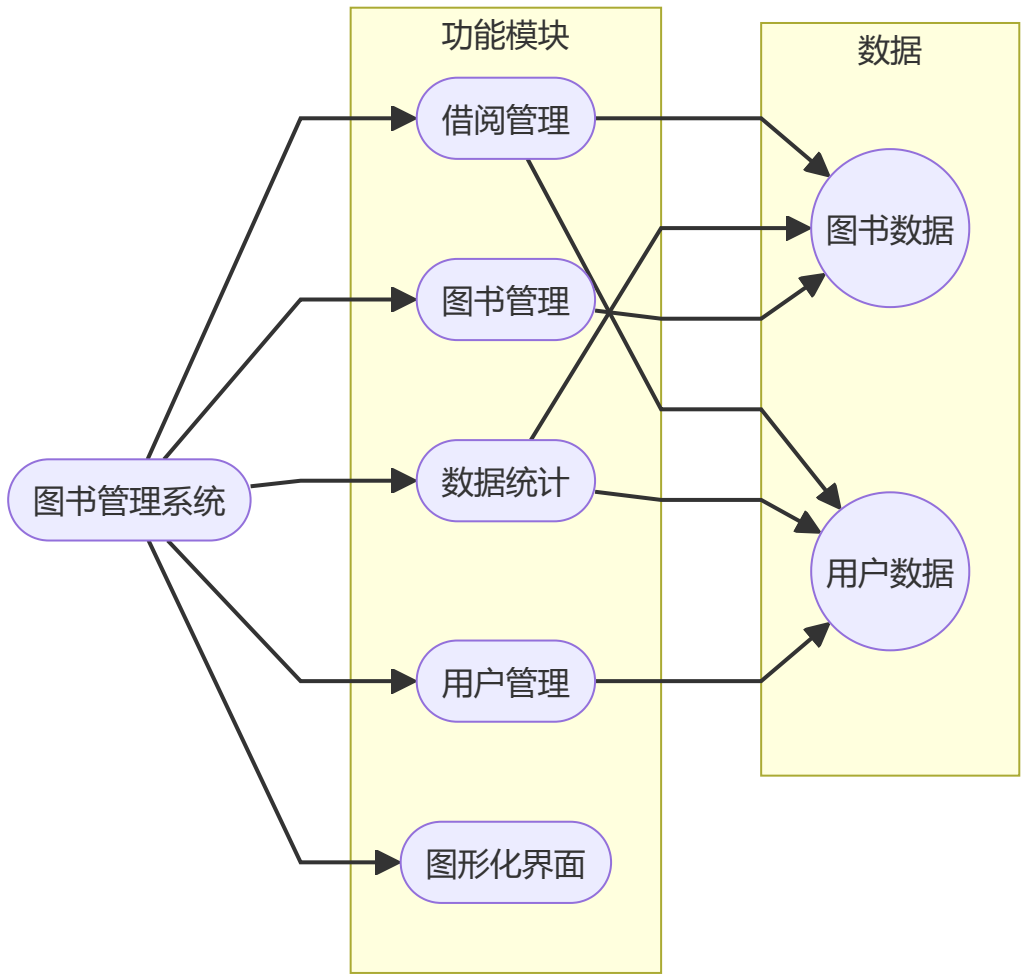 功能模块
数据
借阅管理
图书数据
图书管理
数据统计
图书管理系统
用户数据
用户管理
图形化界面